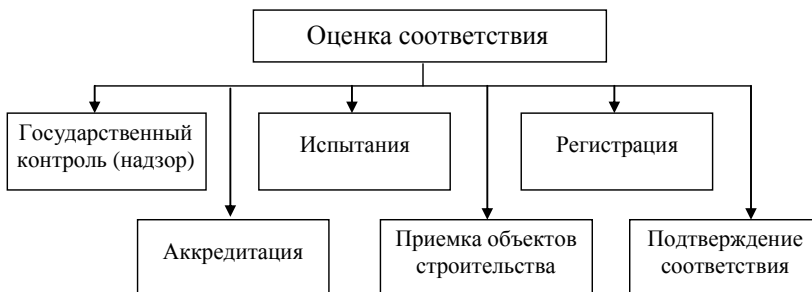 Оценка соответствия
Государственный
контроль (надзор)
Испытания
Регистрация
Аккредитация
Приемка объектов
строительства
Подтверждение
соответствия